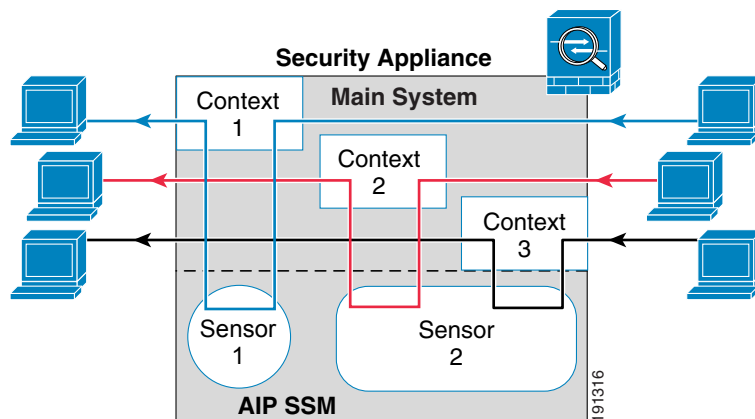 Security Appliance
Main System
Context
1
Context
2
Context
3
Sensor
1
Sensor
2
AIP SSM
191316